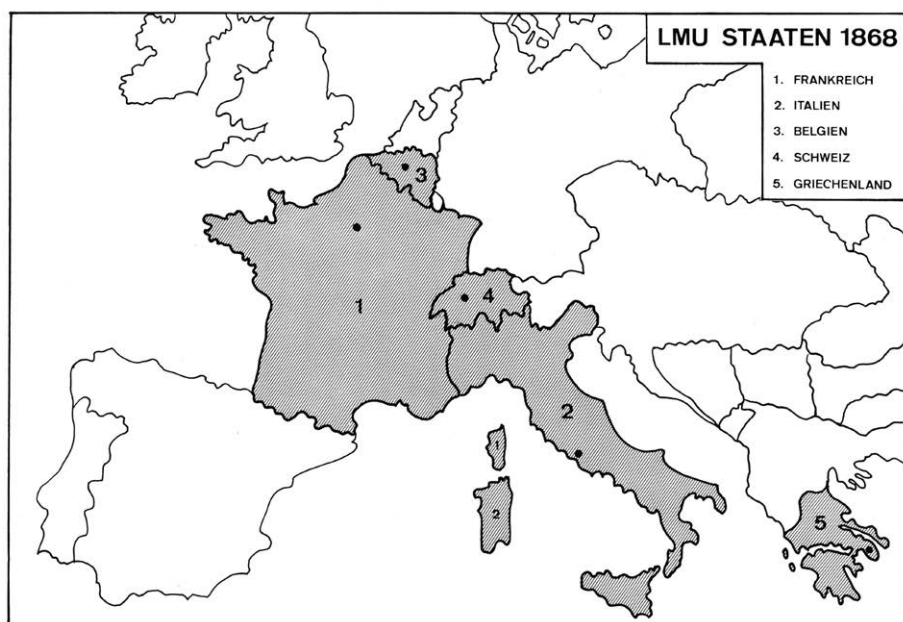 LMU STAATEN 1868
1. FRANKREICH
2. ITALIEN
3. BELGIEN
4. SCHWEIZ
5. GRIECHENLAND
3
4
1
2
1
2
5